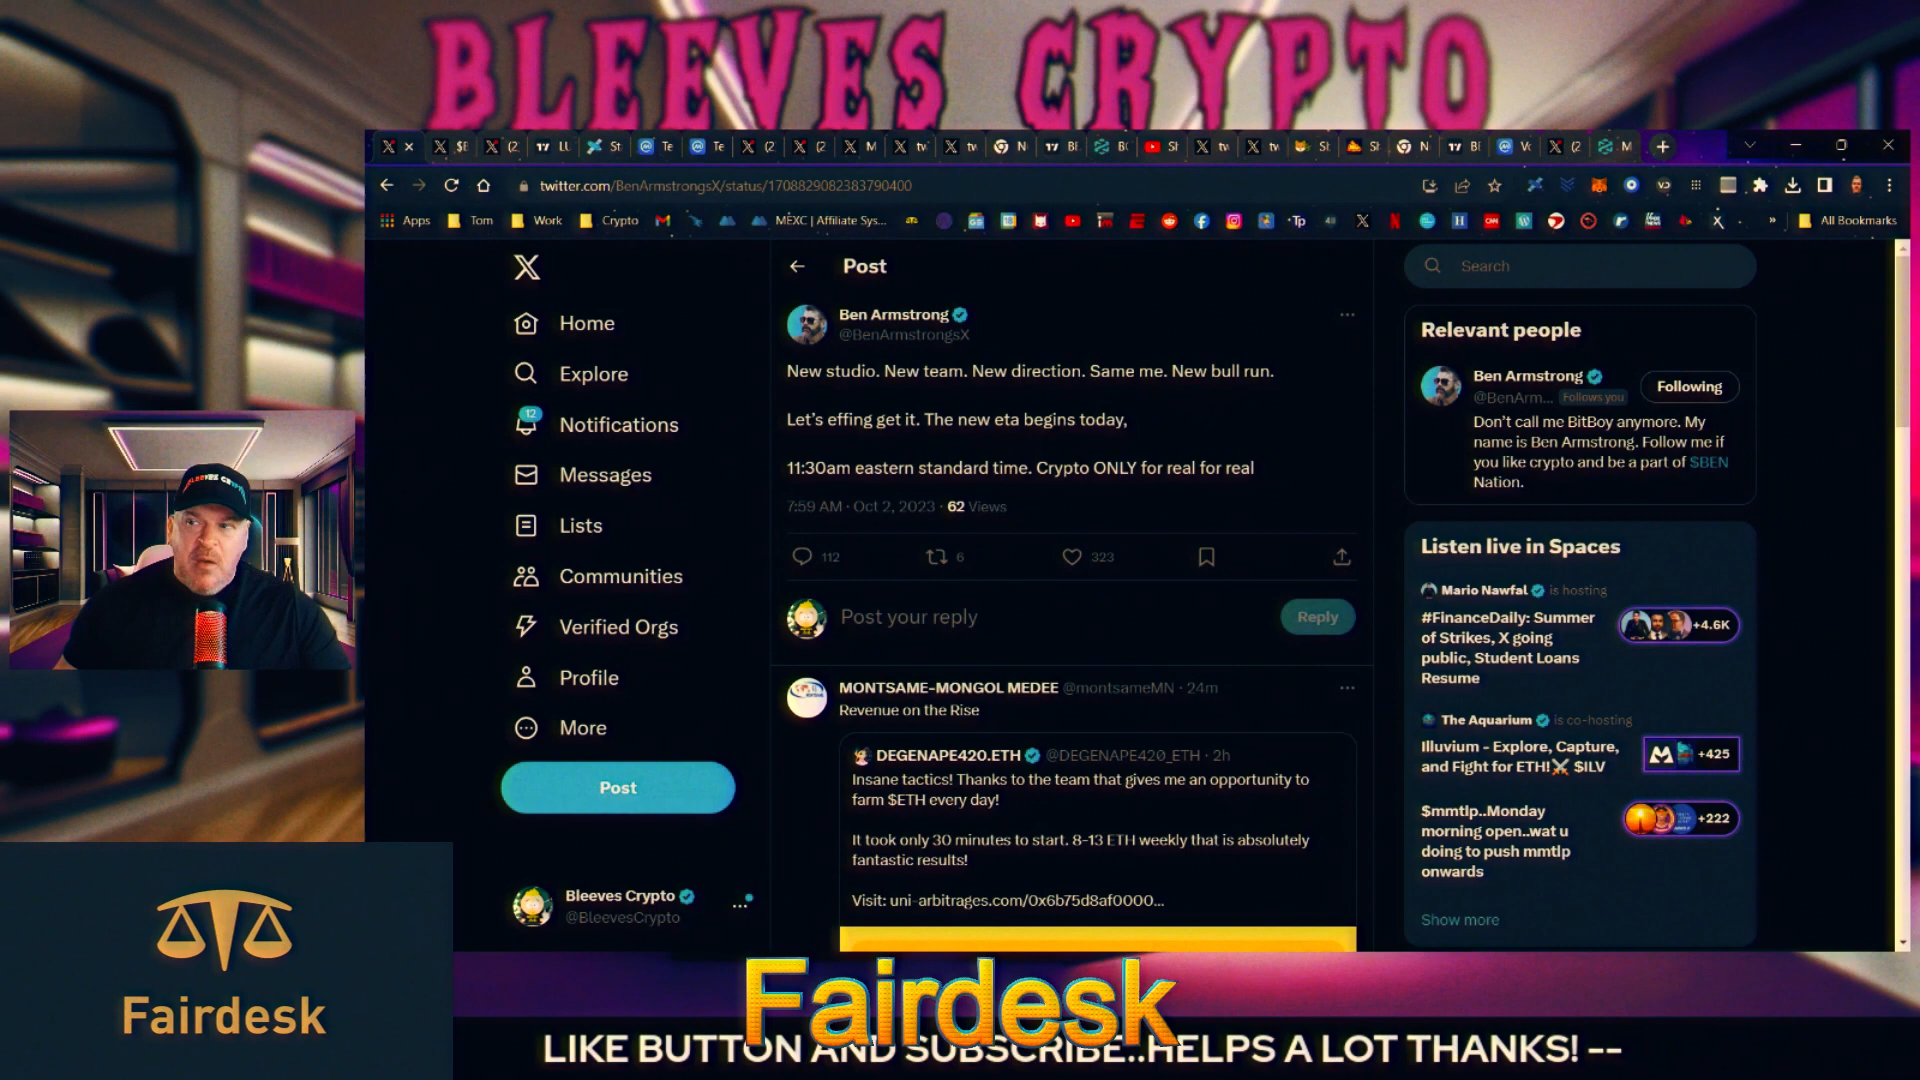 BLEEVES CRYPTO
twitter.com/BenArmstrongsX/status/1708829082383790400
Apps Tom Work Crypto MEXC | Affiliate Sys... All Bookmarks
Home
Explore
12
Notifications
Messages
Lists
Communities
Verified Orgs
Profile
More
Post
Bleeves Crypto
@BleevesCrypto
Post
Ben Armstrong
@BenArmstrongsX
New studio. New team. New direction. Same me. New bull run.
Let's effing get it. The new eta begins today,
11:30am eastern standard time. Crypto ONLY for real for real
7:59 AM · Oct 2, 2023 · 62 Views
112 6 323
Post your reply
Reply
MONTSAME-MONGOL MEDEE @montsameMN · 24m
Revenue on the Rise
DEGENAPE420.ETH @DEGENAPE420_ETH · 2h
Insane tactics! Thanks to the team that gives me an opportunity to
farm $ETH every day!
It took only 30 minutes to start. 8-13 ETH weekly that is absolutely
fantastic results!
Visit: uni-arbitrages.com/0x6b75d8af0000...
Search
Relevant people
Ben Armstrong
@BenArm... Follows you
Following
Don't call me BitBoy anymore. My
name is Ben Armstrong. Follow me if
you like crypto and be a part of $BEN
Nation.
Listen live in Spaces
Mario Nawfal is hosting
#FinanceDaily: Summer
of Strikes, X going
public, Student Loans
Resume
+4.6K
The Aquarium is co-hosting
Illuvium - Explore, Capture,
and Fight for ETH!⚔️ $ILV
+425
$mmtlp..Monday
morning open..wat u
doing to push mmtlp
onwards
+222
Show more
Fairdesk
Fairdesk
LIKE BUTTON AND SUBSCRIBE..HELPS A LOT THANKS! --